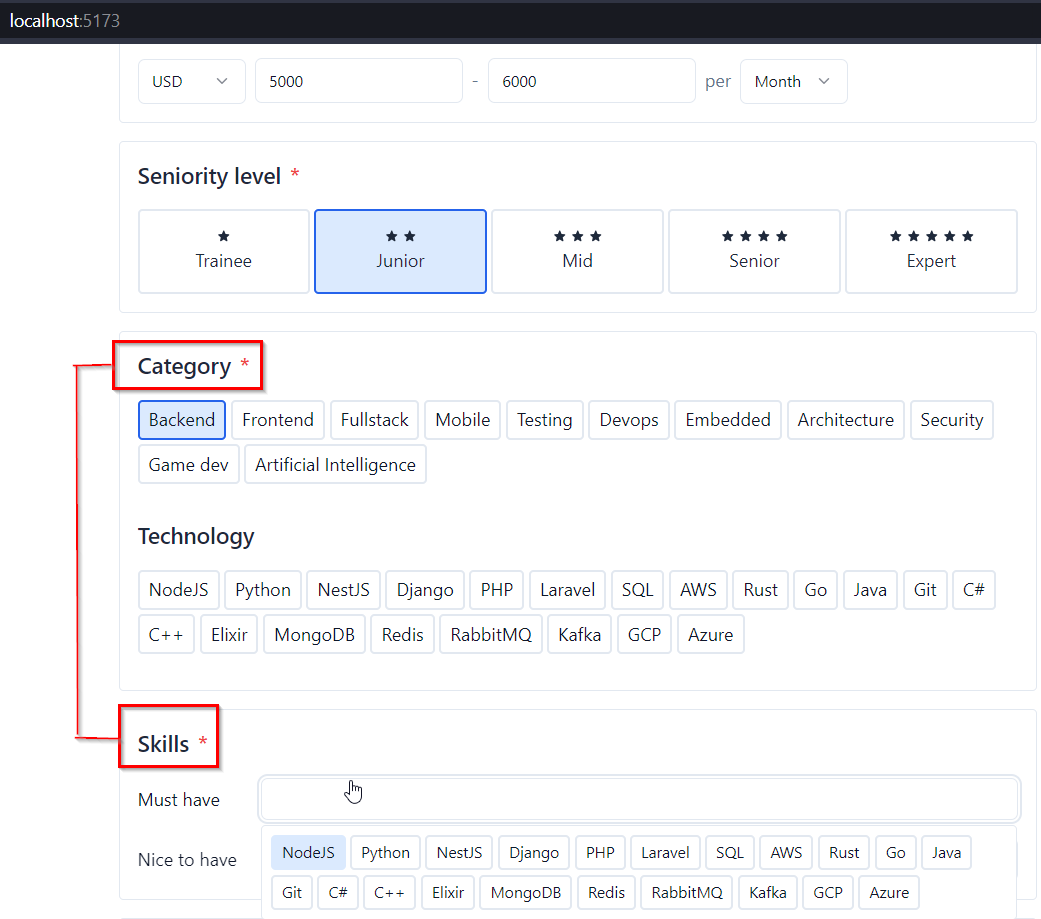 localhost:5173
USD 5000 - 6000 per Month
Seniority level *
Trainee Junior Mid Senior Expert
Category *
Backend Frontend Fullstack Mobile Testing Devops Embedded Architecture Security
Game dev Artificial Intelligence
Technology
NodeJS Python NestJS Django PHP Laravel SQL AWS Rust Go Java Git C#
C++ Elixir MongoDB Redis RabbitMQ Kafka GCP Azure
Skills *
Must have
Nice to have
NodeJS Python NestJS Django PHP Laravel SQL AWS Rust Go Java
Git C# C++ Elixir MongoDB Redis RabbitMQ Kafka GCP Azure